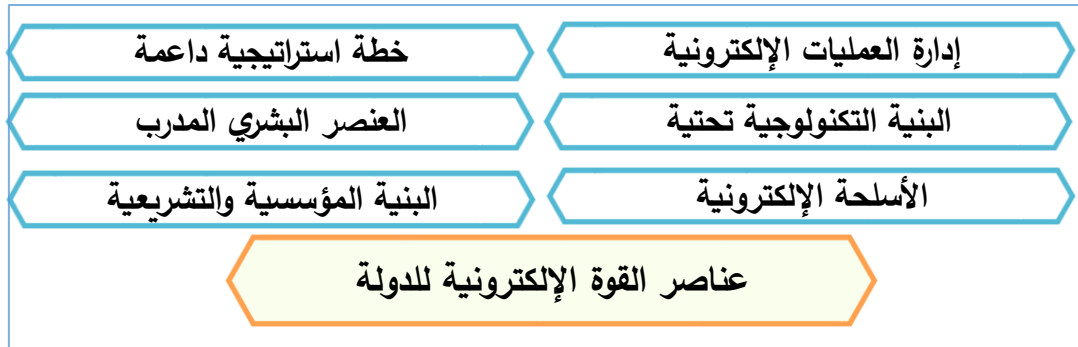 إدارة العمليات الإلكترونية
خطة استراتيجية داعمة
البنية التكنولوجية تحتية
العنصر البشري المدرب
الأسلحة الإلكترونية
البنية المؤسسية والتشريعية
عناصر القوة الإلكترونية للدولة